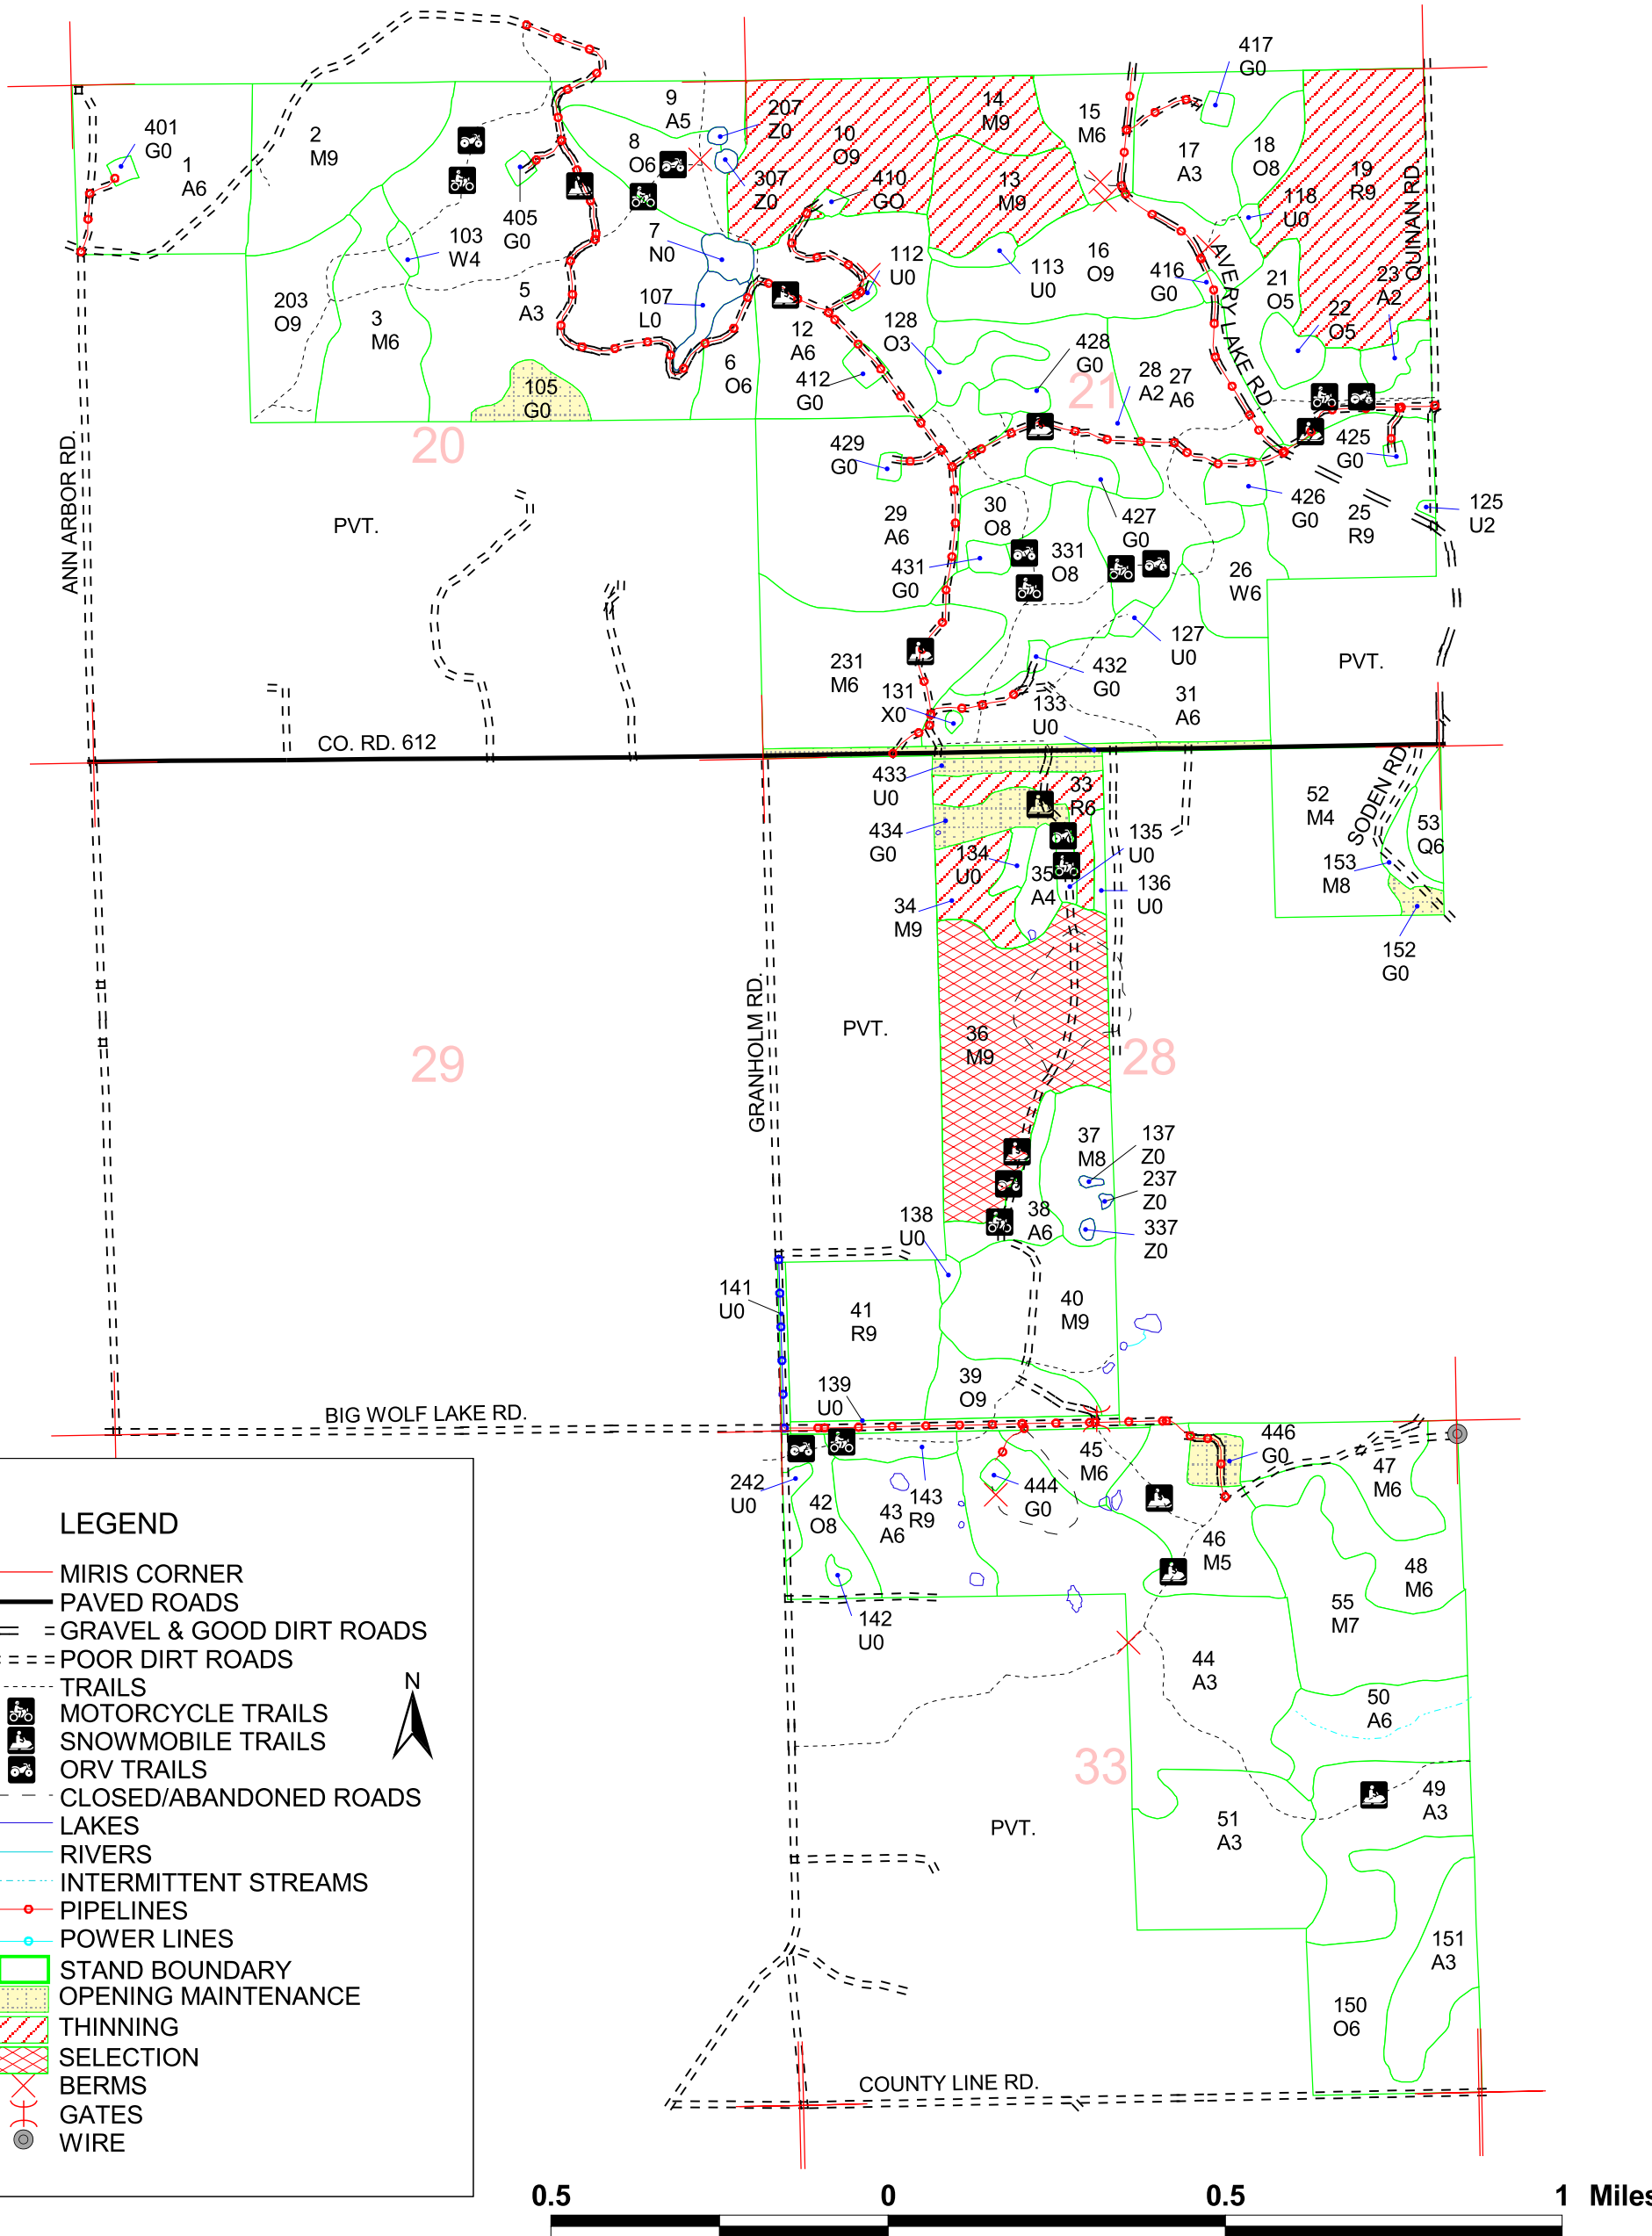 417
G0
9
A5
207
Z0
14
M9
15
M6
401
G0
1
A6
2
M9
8
O6
10
O9
17
A3
18
O8
19
R9
QUINAN RD.
307
Z0
410
GO
13
M9
118
U0
405
G0
103
W4
7
N0
112
U0
113
U0
16
O9
416
G0
AVERY LAKE RD
21
O5
23
A2
22
O5
203
O9
3
M6
5
A3
107
L0
6
O6
12
A6
412
G0
128
O3
428
G0
28
A2
27
A6
105
G0
20
21
429
G0
425
G0
ANN ARBOR RD.
PVT.
29
A6
30
O8
427
G0
426
G0
25
R9
125
U2
431
G0
331
O8
26
W6
127
U0
231
M6
432
G0
31
A6
PVT.
131
X0
133
U0
CO. RD. 612
433
U0
33
R6
434
G0
134
U0
35
A4
135
U0
136
U0
34
M9
52
M4
SODEN RD
53
Q6
153
M8
152
G0
GRANHOLM RD.
PVT.
36
M9
29
28
37
M8
137
Z0
237
Z0
337
Z0
138
U0
38
A6
141
U0
41
R9
40
M9
139
U0
39
O9
BIG WOLF LAKE RD.
242
U0
42
O8
43
A6
143
R9
444
G0
45
M6
446
G0
47
M6
46
M5
48
M6
142
U0
55
M7
44
A3
50
A6
33
PVT.
51
A3
49
A3
151
A3
150
O6
COUNTY LINE RD.
LEGEND
MIRIS CORNER
PAVED ROADS
GRAVEL & GOOD DIRT ROADS
POOR DIRT ROADS
TRAILS
N
MOTORCYCLE TRAILS
SNOWMOBILE TRAILS
ORV TRAILS
CLOSED/ABANDONED ROADS
LAKES
RIVERS
INTERMITTENT STREAMS
PIPELINES
POWER LINES
STAND BOUNDARY
OPENING MAINTENANCE
THINNING
SELECTION
BERMS
GATES
WIRE
0.5 0 0.5 1 Miles